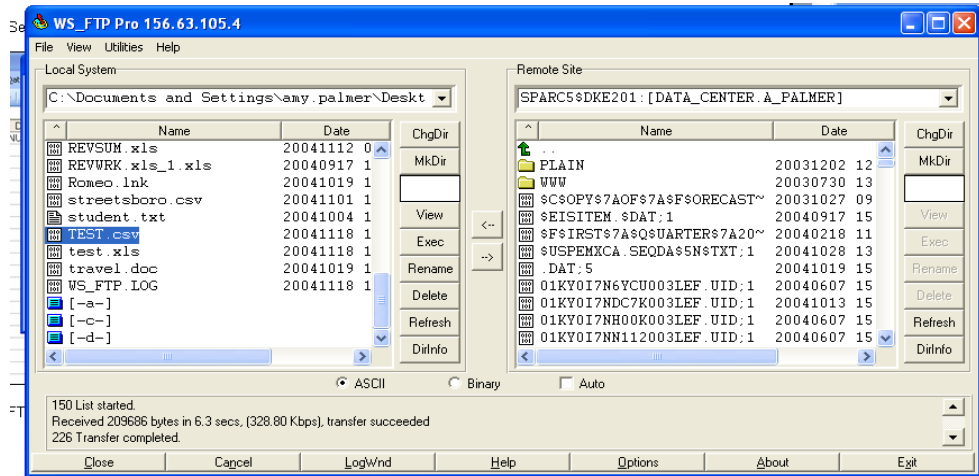 Se
WS_FTP Pro 156.63.105.4
File View Utilities Help
Local System
C:\Documents and Settings\amy.palmer\Deskt
^ Name Date
REVSUM.xls 20041112 0
REVWRK.xls_1.xls 20040917 1
Romeo.lnk 20041019 1
streetsboro.csv 20041101 1
student.txt 20041004 1
TEST.csv 20041118 1
test.xls 20041118 1
travel.doc 20041019 1
WS_FTP.LOG 20041118 1
[-a-]
[-c-]
[-d-]
ChgDir
MkDir
View
Exec
Rename
Delete
Refresh
DirInfo
<--
-->
Remote Site
SPARC5$DKE201:[DATA_CENTER.A_PALMER]
^ Name Date
..
PLAIN 20031202 12
WWW 20030730 13
$C$OPY$7AOF$7A$F$ORECAST~ 20031027 09
$EISITEM.$DAT;1 20040917 15
$F$IRST$7A$Q$UARTER$7A20~ 20040218 11
$USPEMXCA.SEQDA$5N$TXT;1 20041028 13
.DAT;5 20041019 15
01KY0I7N6YCU003LEF.UID;1 20040607 15
01KY0I7NDC7K003LEF.UID;1 20041013 15
01KY0I7NH00K003LEF.UID;1 20040607 15
01KY0I7NN112003LEF.UID;1 20040607 15
ChgDir
MkDir
View
Exec
Rename
Delete
Refresh
DirInfo
ASCII Binary Auto
FT
150 List started.
Received 209686 bytes in 6.3 secs, (328.80 Kbps), transfer succeeded
226 Transfer completed.
Close Cancel LogWnd Help Options About Exit